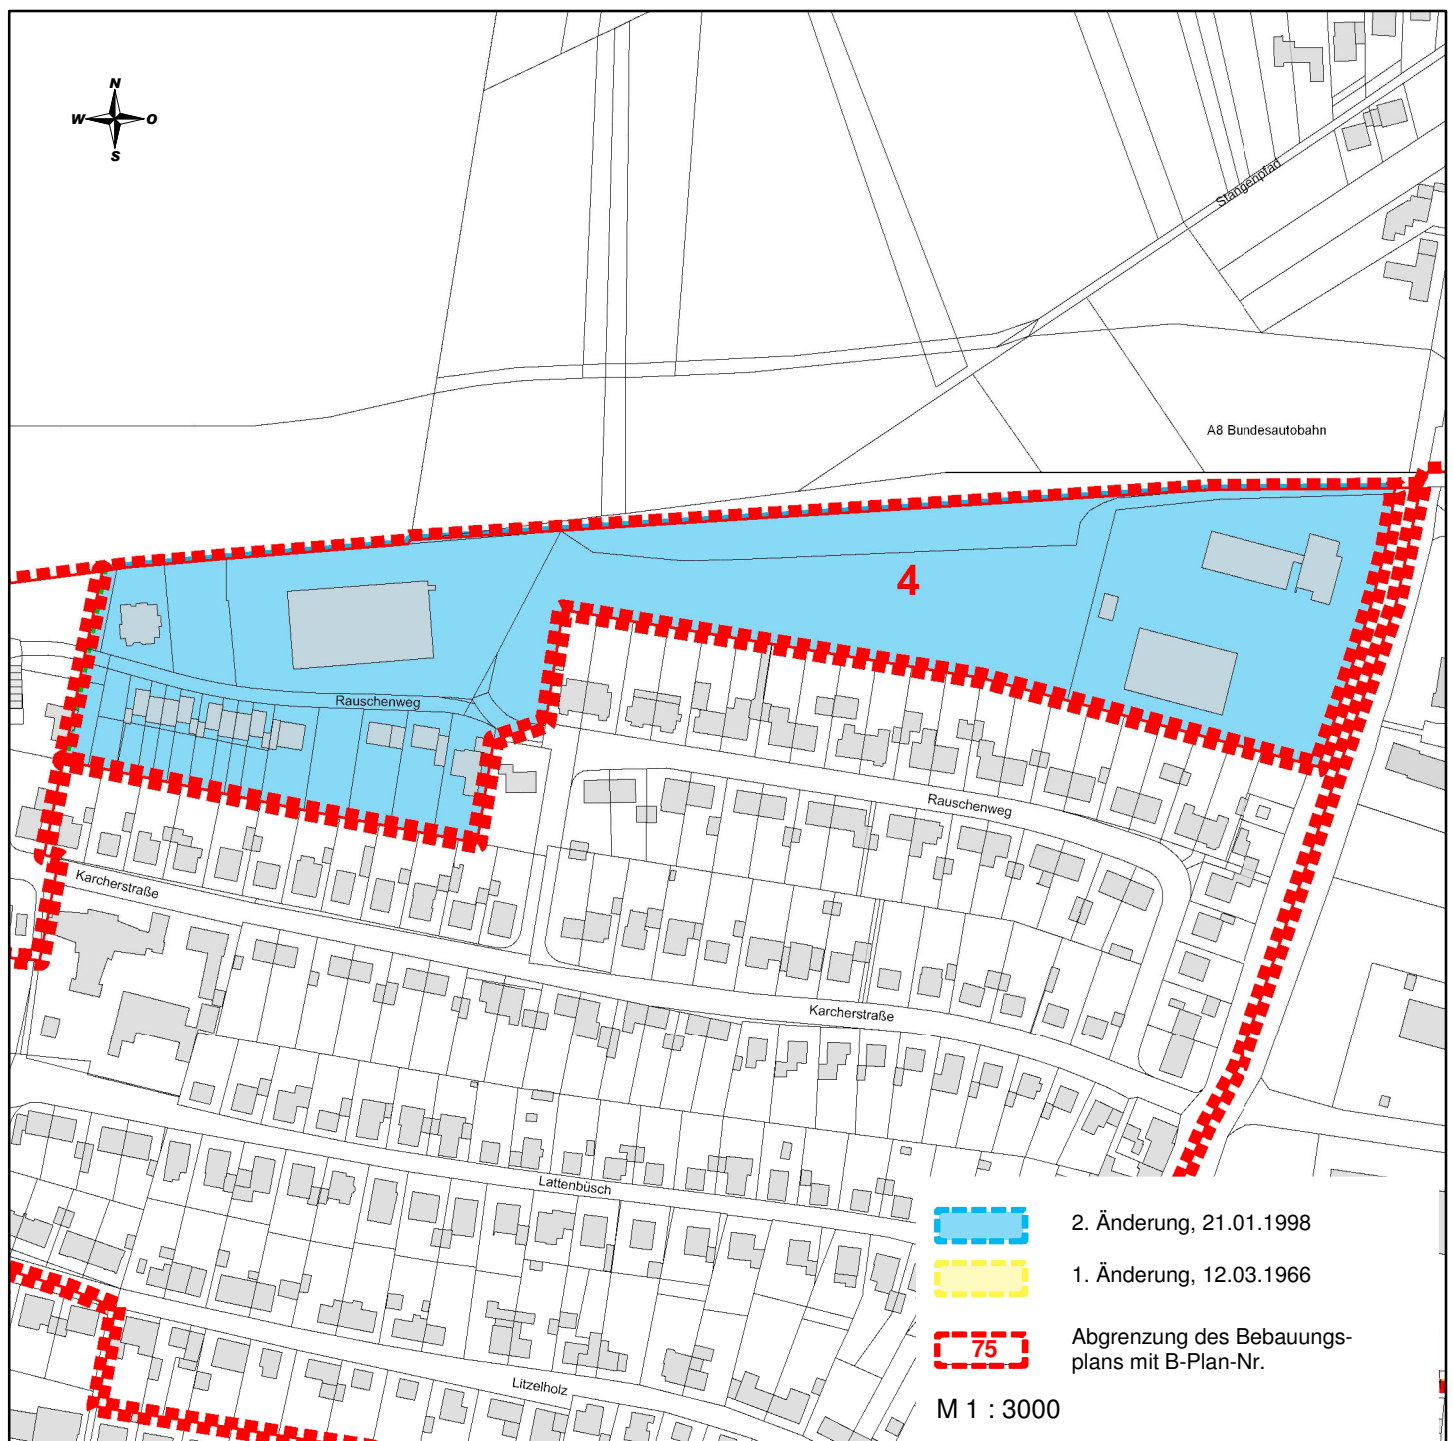 N
W O
S
Stangenpfad
A8 Bundesautobahn
4
Rauschenweg
Rauschenweg
Karcherstraße
Karcherstraße
Lattenbüsch
Litzelholz
2. Änderung, 21.01.1998
1. Änderung, 12.03.1966
75
Abgrenzung des Bebauungs-
plans mit B-Plan-Nr.
M 1 : 3000